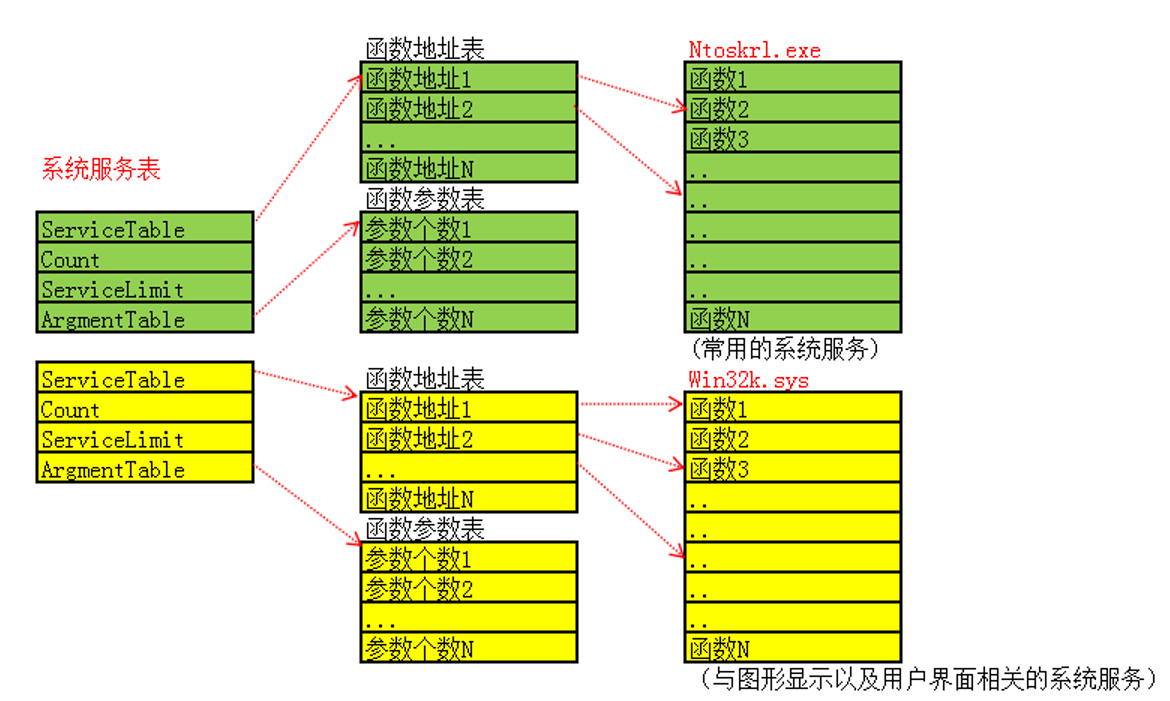 系统服务表
ServiceTable
Count
ServiceLimit
ArgmentTable
函数地址表
函数地址1
函数地址2
...
函数地址N
函数参数表
参数个数1
参数个数2
...
参数个数N
Ntoskrl.exe
函数1
函数2
函数3
..
..
..
..
..
函数N
(常用的系统服务)
ServiceTable
Count
ServiceLimit
ArgmentTable
函数地址表
函数地址1
函数地址2
...
函数地址N
函数参数表
参数个数1
参数个数2
...
参数个数N
Win32k.sys
函数1
函数2
函数3
..
..
..
..
..
函数N
(与图形显示以及用户界面相关的系统服务)